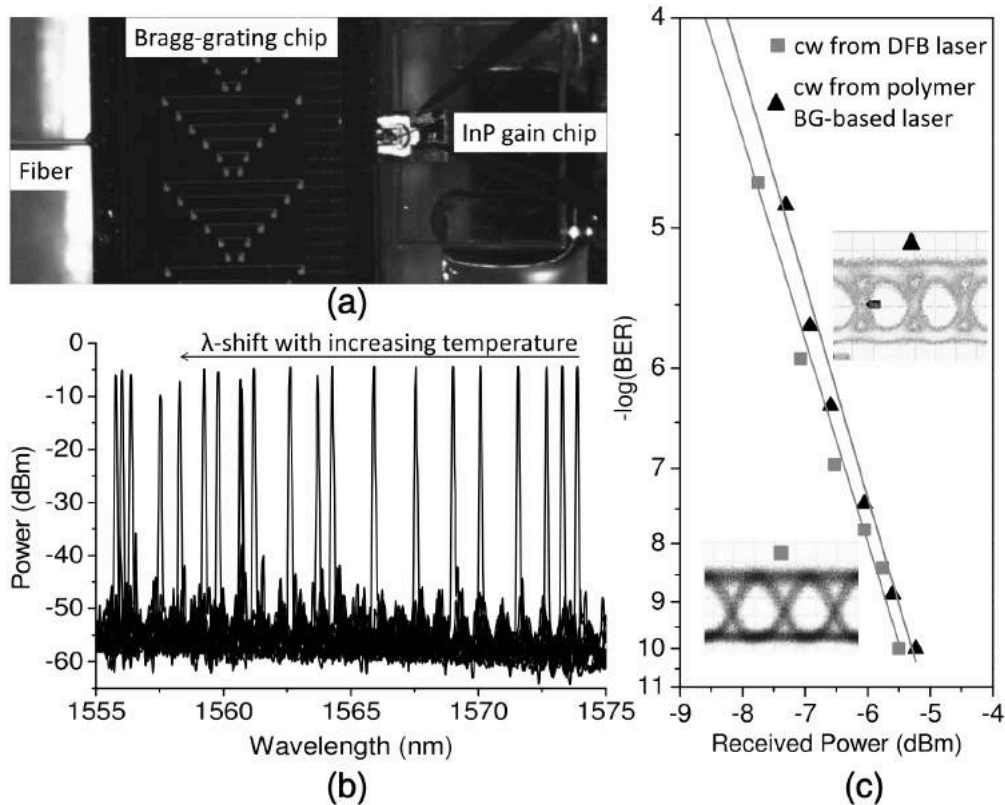 Bragg-grating chip
Fiber
InP gain chip
(a)
λ-shift with increasing temperature
0
-10
-20
-30
-40
-50
-60
Power (dBm)
1555
1560
1565
1570
1575
Wavelength (nm)
(b)
(c)
cw from DFB laser
cw from polymer
BG-based laser
4
5
6
7
8
9
10
11
-log(BER)
-9
-8
-7
-6
-5
-4
Received Power (dBm)